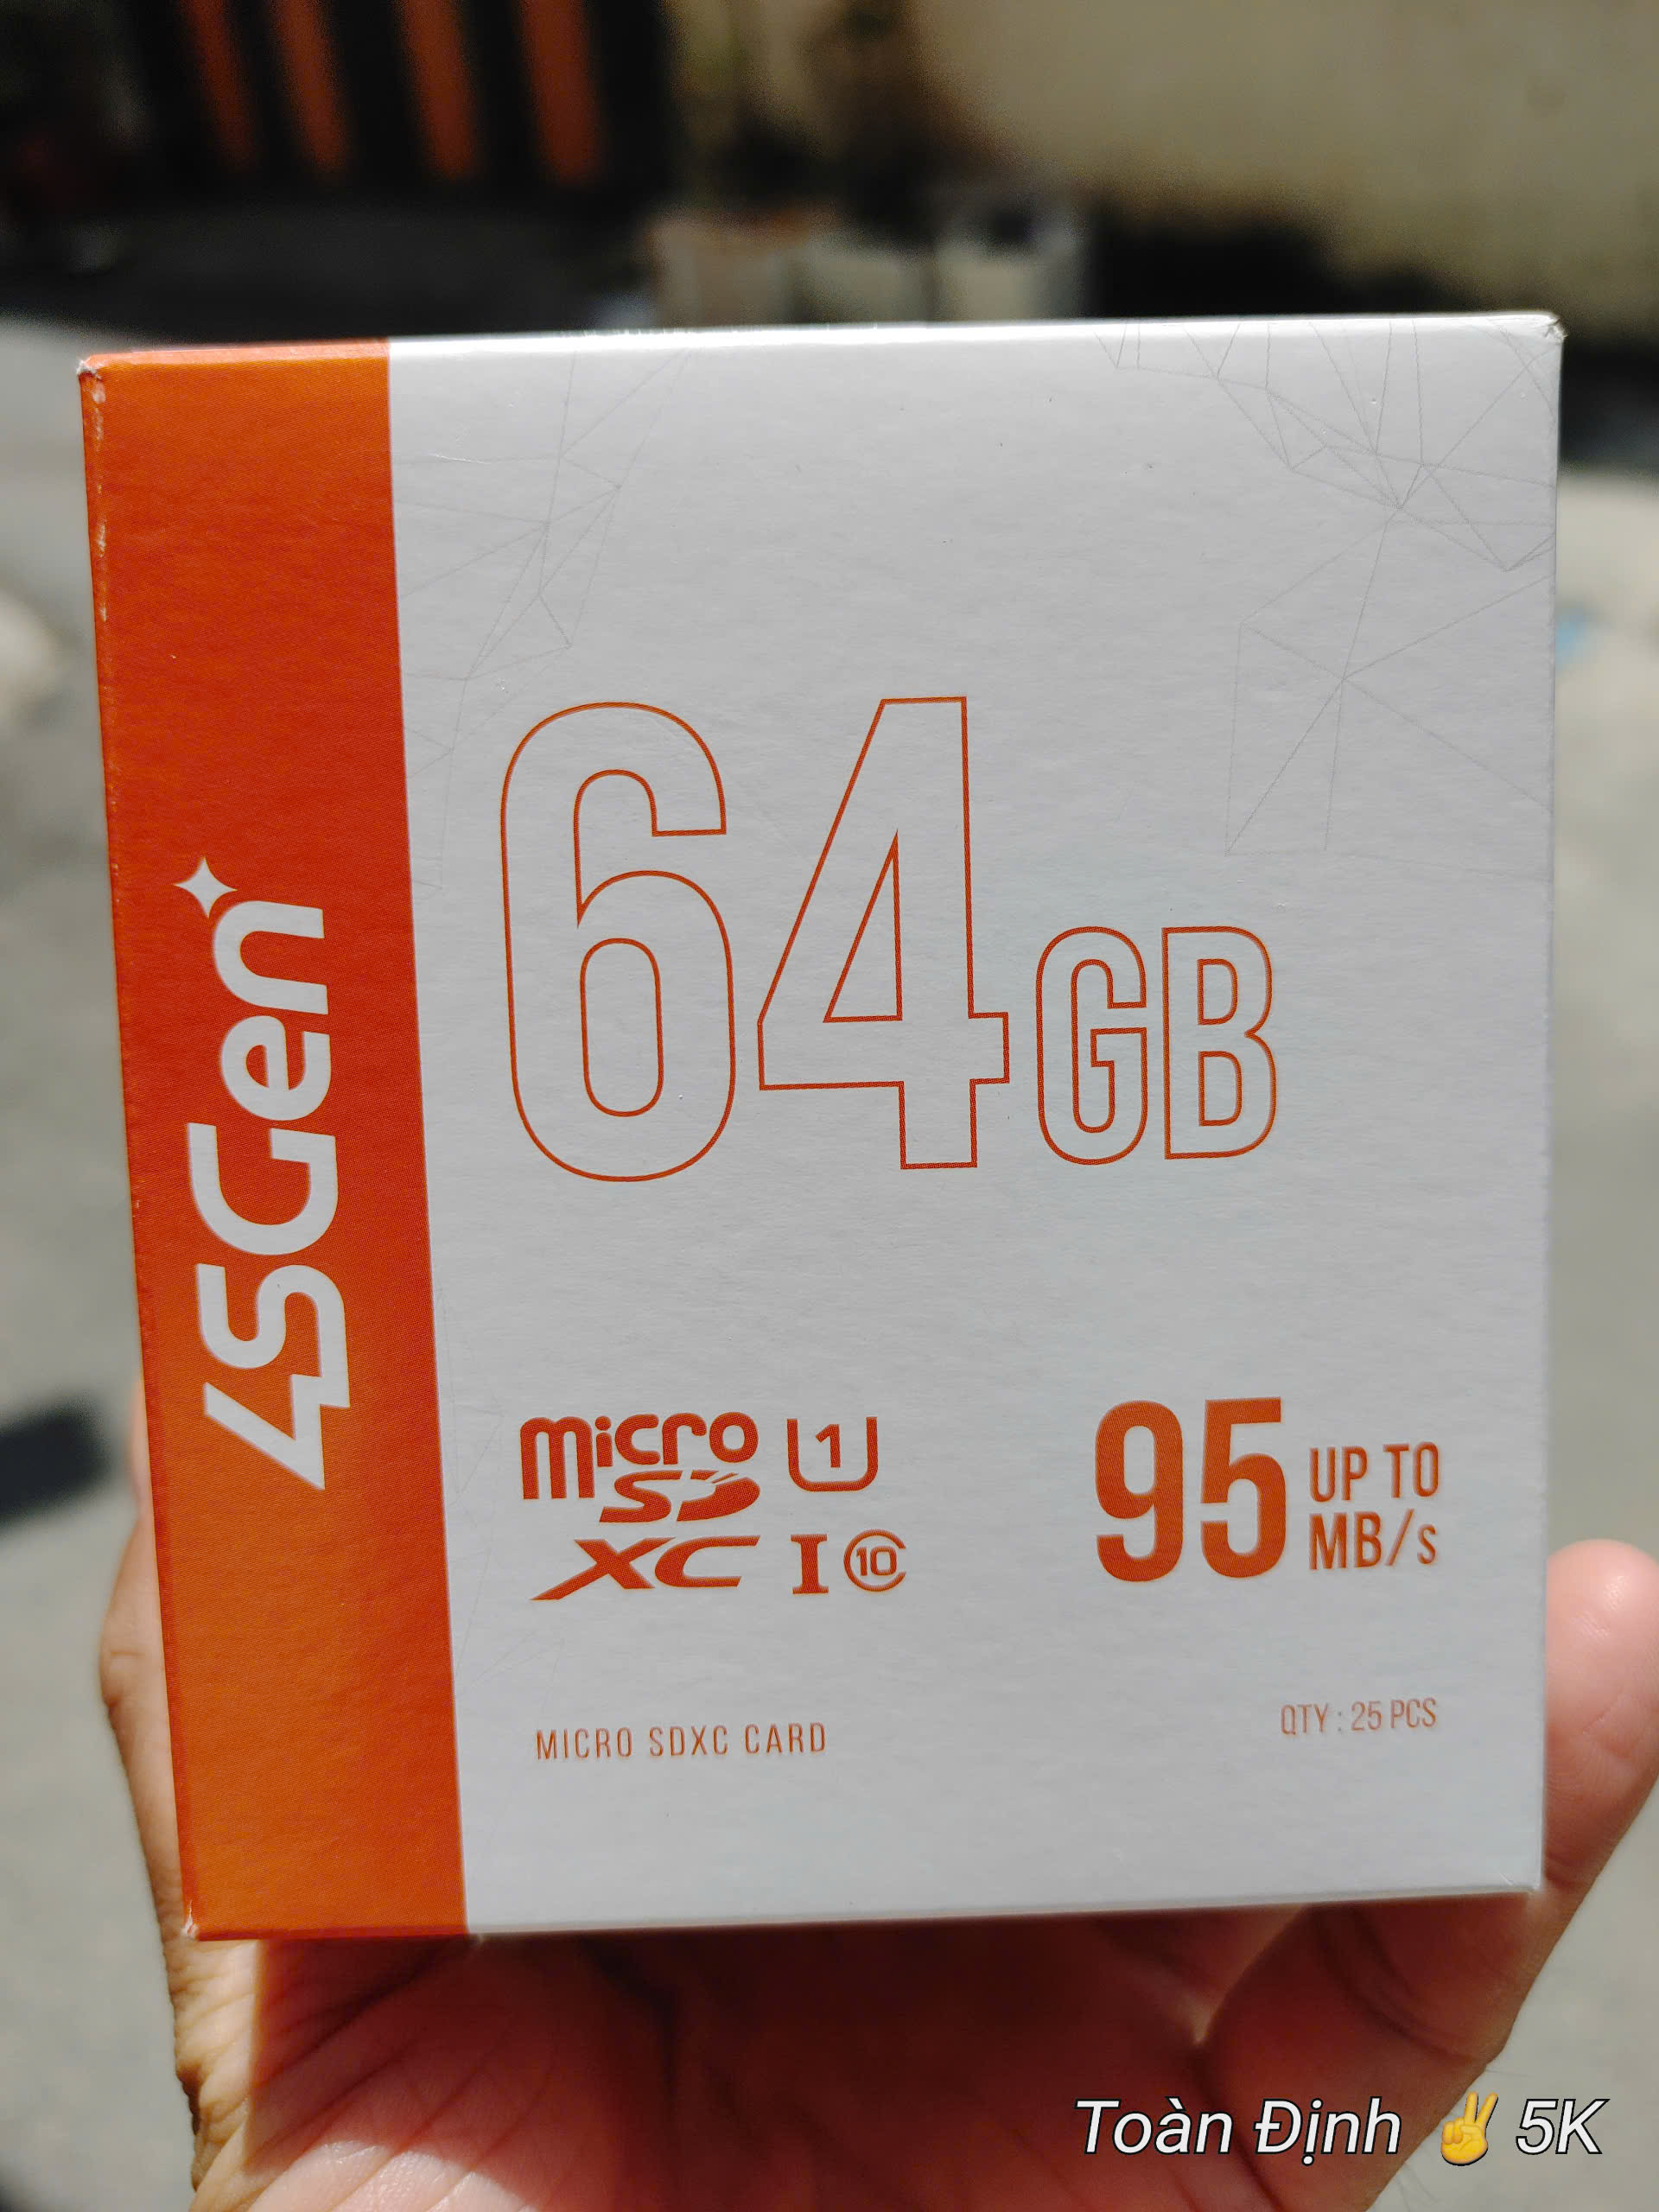 4SGen
64GB
micro
SD
XC
U1
I
10
95 UP TO
MB/s
MICRO SDXC CARD
QTY : 25 PCS
Toàn Định ✌️ 5K